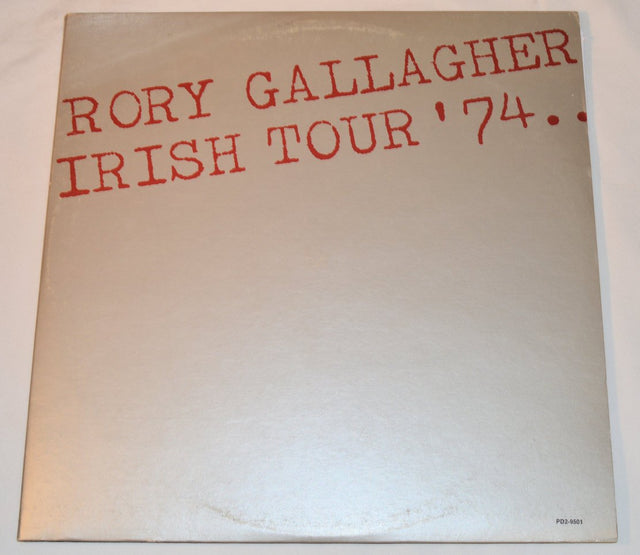 RORY GALLAGHER
IRISH TOUR '74..
PD2-9501